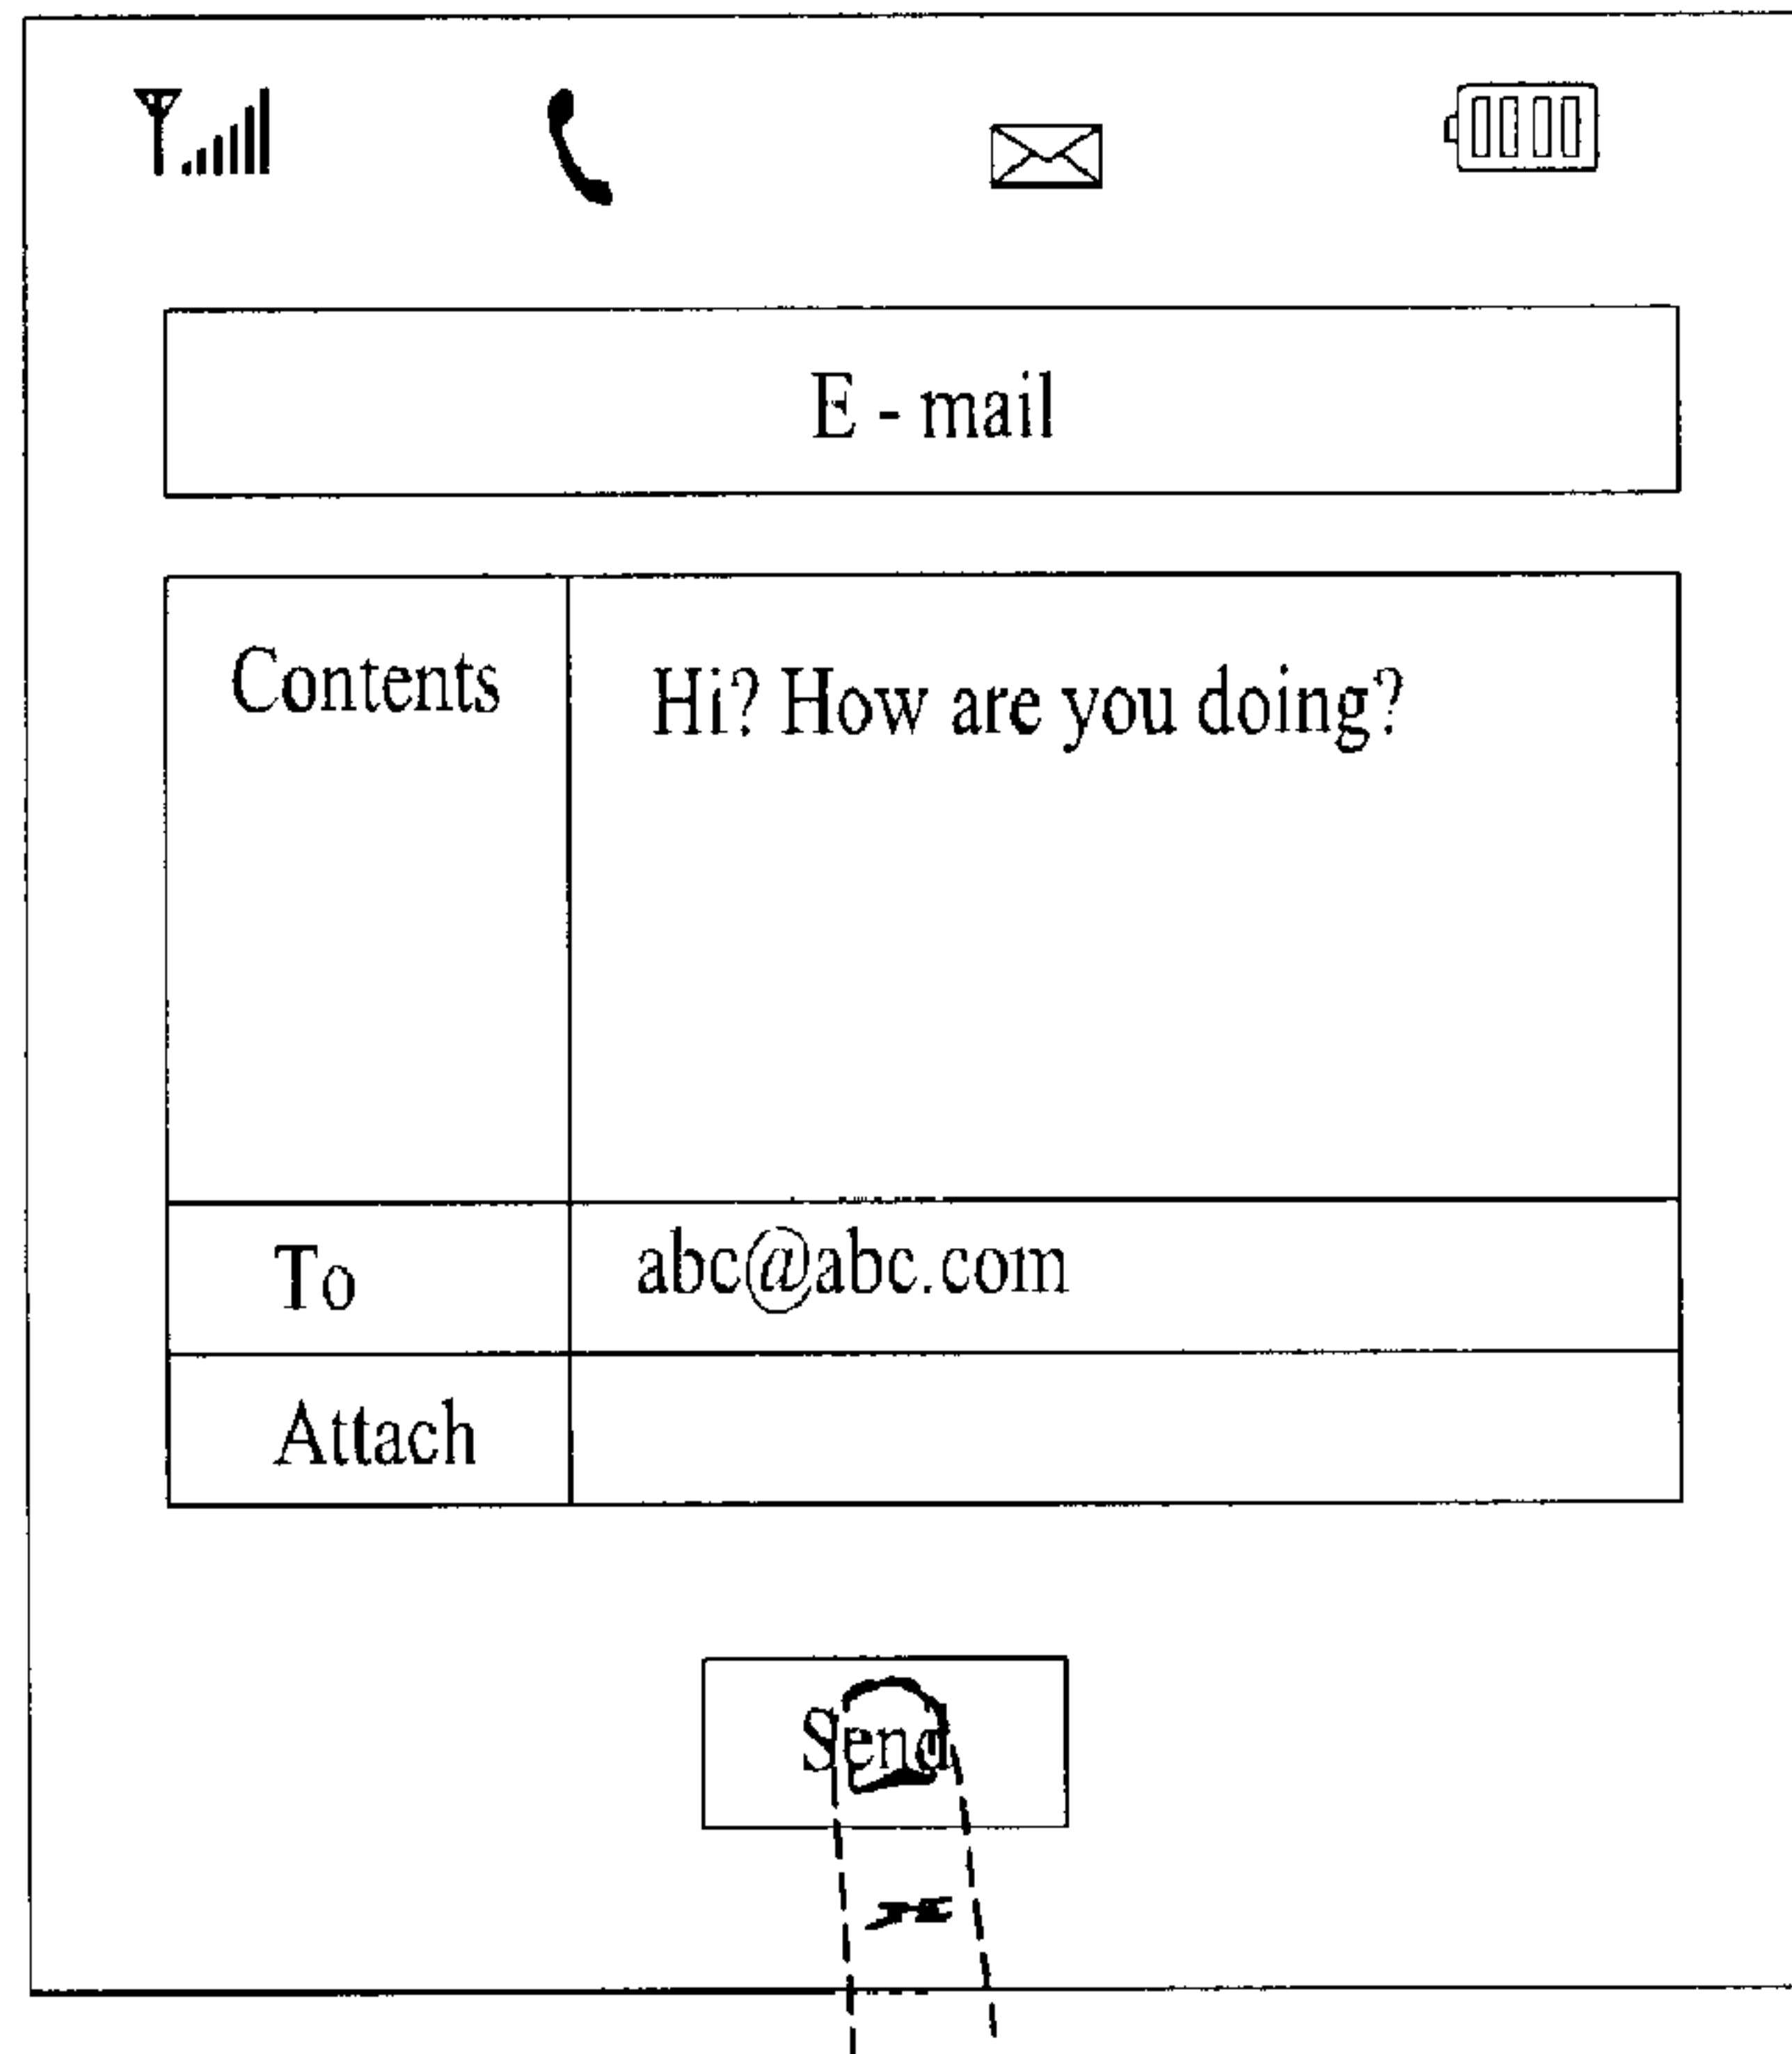 E - mail
Contents
Hi? How are you doing?
To
abc@abc.com
Attach
Send